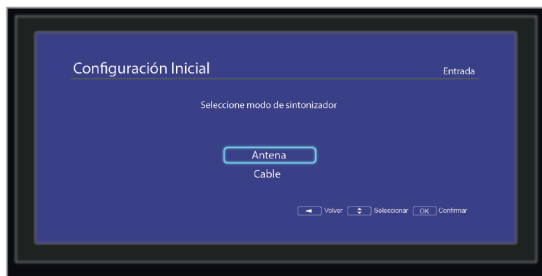 Configuración Inicial
Entrada
Seleccione modo de sintonizador
Antena
Cable
Volver Seleccionar OK Confirmar